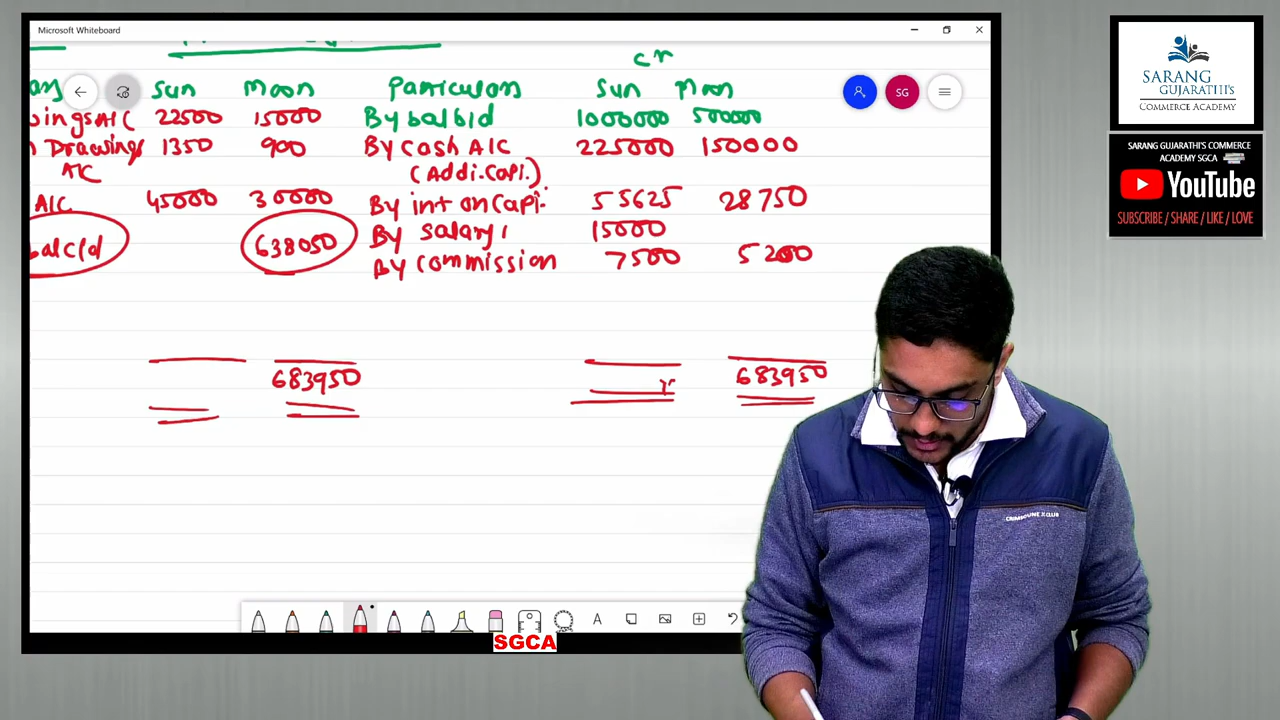 Microsoft Whiteboard
Cr
Sun Moon Particulars Sun Moon
22500 15000 By bal b/d 1000000 500000
Drawings 1350 900 By cash A/C 225000 150000
A/C (Addi. Capi.)
A/C 45000 30000 By int on Capi. 55625 28750
bal c/d 638050 By salary 15000
By commission 7500 5200
683950 683950
SG
A
SGCA
SARANG
GUJARATHI'S
COMMERCE ACADEMY
SARANG GUJARATHI'S COMMERCE
ACADEMY SGCA
YouTube
SUBSCRIBE / SHARE / LIKE / LOVE